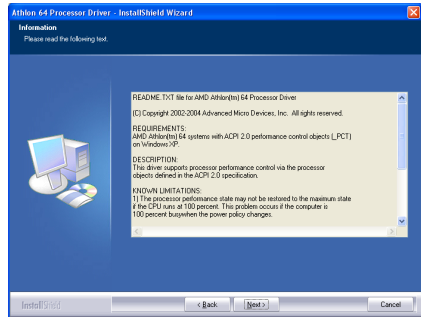 Athlon 64 Processor Driver - InstallShield Wizard
Information
Please read the following text.
README.TXT file for AMD Athlon(tm) 64 Processor Driver
(C) Copyright 2002-2004 Advanced Micro Devices, Inc. All rights reserved.
REQUIREMENTS:
AMD Athlon(tm) 64 systems with ACPI 2.0 performance control objects (_PCT)
on Windows XP.
DESCRIPTION:
This driver supports processor performance control via the processor
objects defined in the ACPI 2.0 specification.
KNOWN LIMITATIONS:
1) The processor performance state may not be restored to the maximum state
if the CPU runs at 100 percent. This problem occurs if the computer is
100 percent busywhen the power policy changes.
InstallShield
< Back
Next >
Cancel